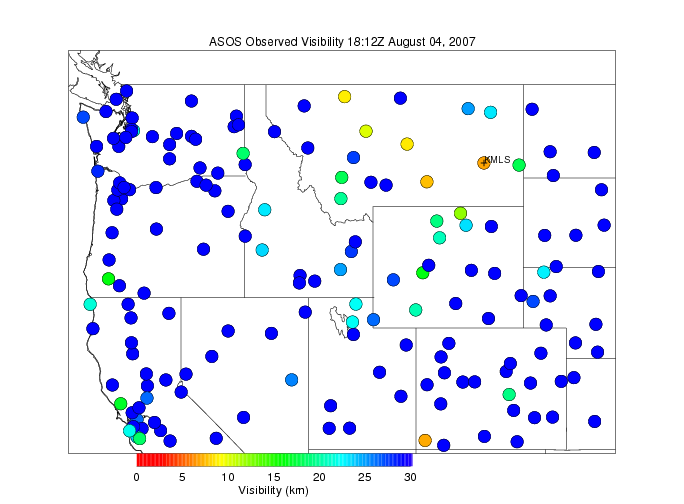 ASOS Observed Visibility 18:12Z August 04, 2007
KMLS
0 5 10 15 20 25 30
Visibility (km)